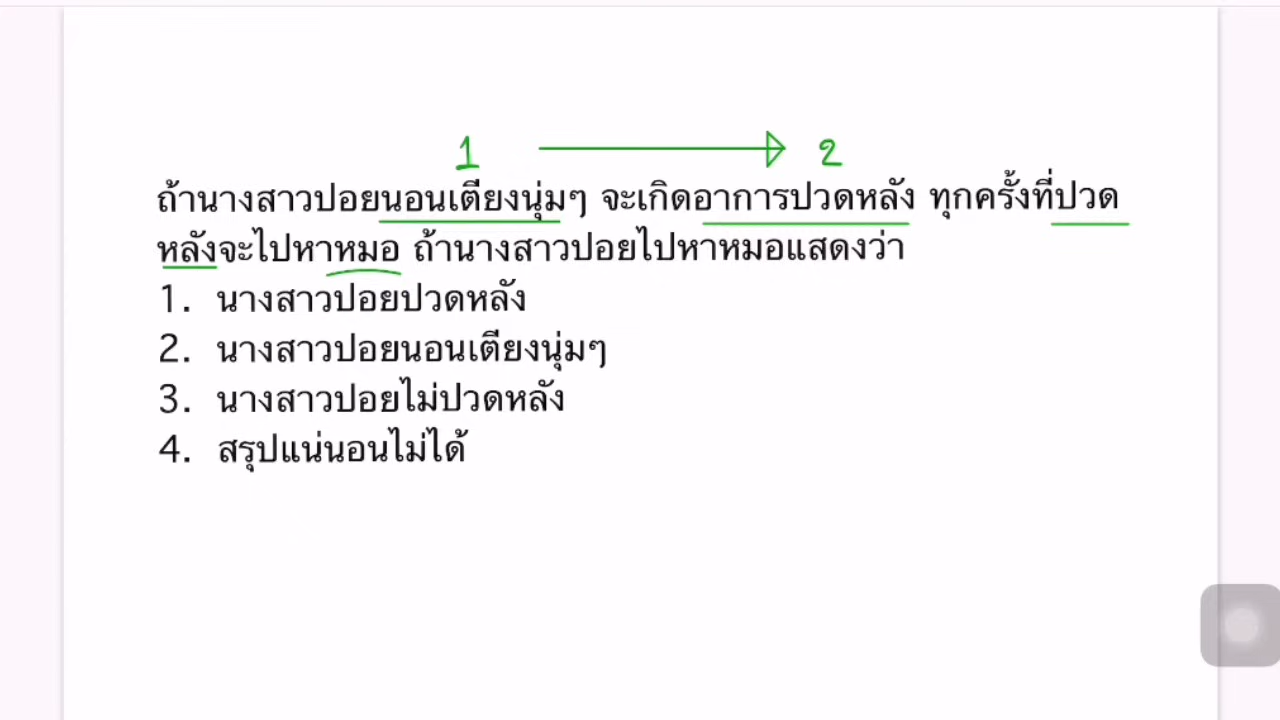 1 2
ถ้านางสาวปอยนอนเตียงนุ่มๆ จะเกิดอาการปวดหลัง ทุกครั้งที่ปวด
หลังจะไปหาหมอ ถ้านางสาวปอยไปหาหมอแสดงว่า
1. นางสาวปอยปวดหลัง
2. นางสาวปอยนอนเตียงนุ่มๆ
3. นางสาวปอยไม่ปวดหลัง
4. สรุปแน่นอนไม่ได้